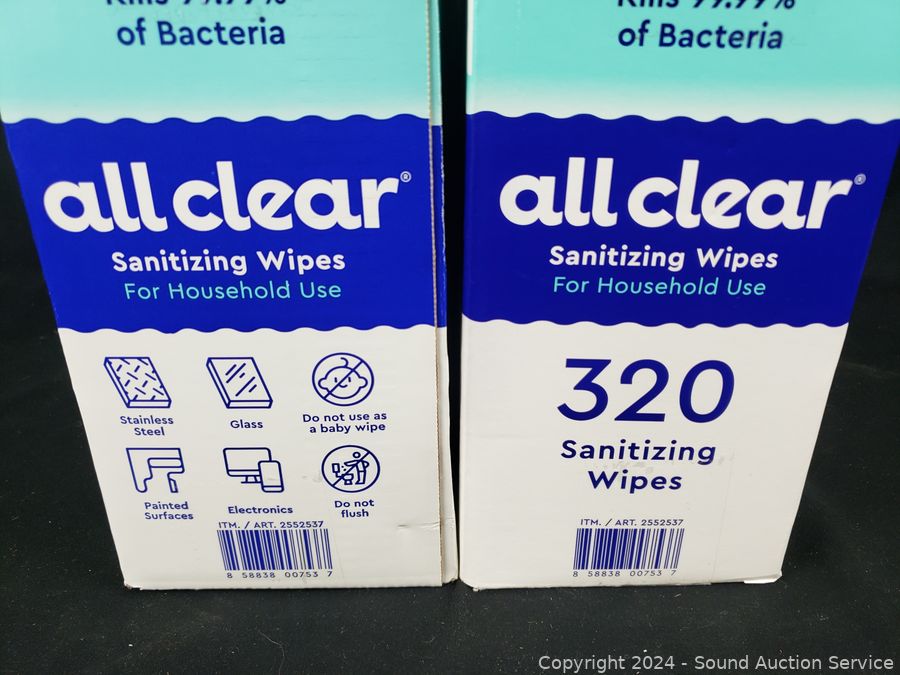 Kills 99.99%
of Bacteria
all clear®
Sanitizing Wipes
For Household Use
Stainless
Steel
Glass
Do not use as
a baby wipe
Painted
Surfaces
Electronics
Do not
flush
ITM. / ART. 2552537
8 58838 00753 7
Kills 99.99%
of Bacteria
all clear®
Sanitizing Wipes
For Household Use
320
Sanitizing
Wipes
ITM. / ART. 2552537
8 58838 00753 7
Copyright 2024 - Sound Auction Service